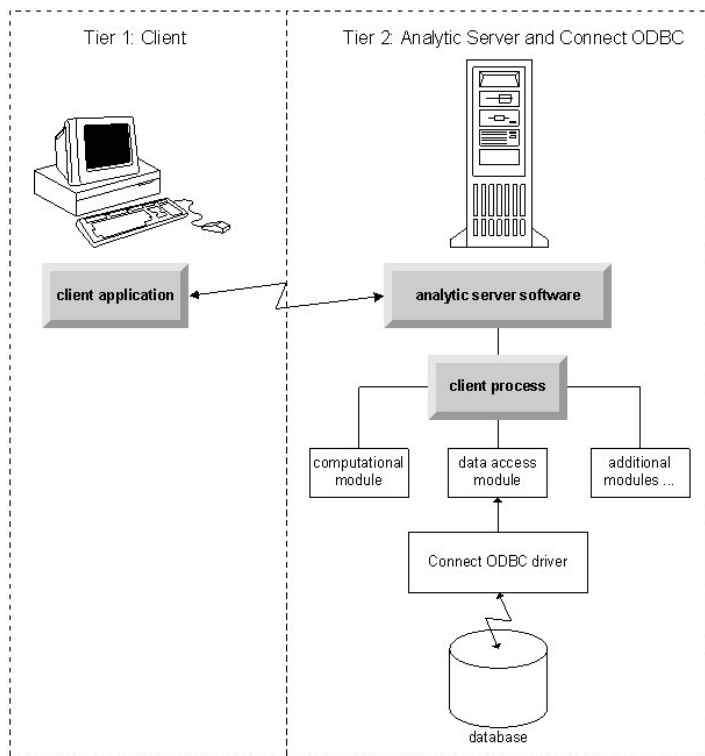 Tier 1: Client
Tier 2: Analytic Server and Connect ODBC
client application
analytic server software
client process
computational
module
data access
module
additional
modules ...
Connect ODBC driver
database